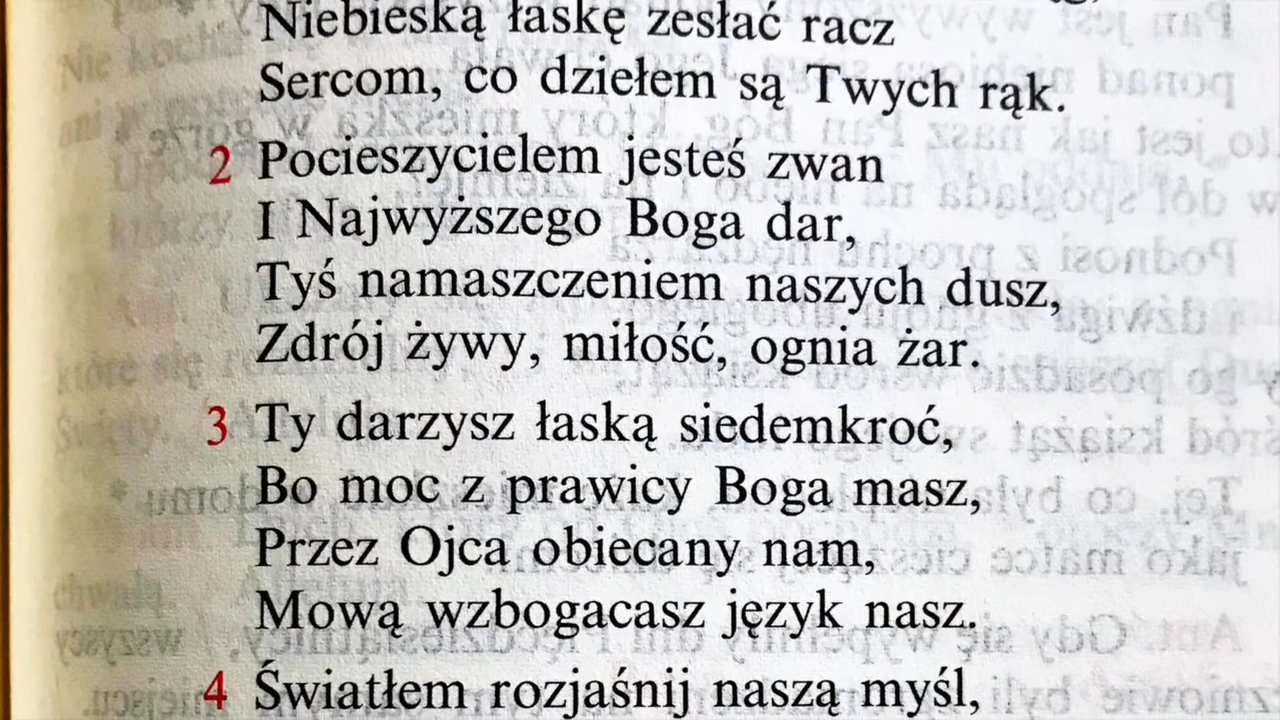 Niebieską łaskę zesłać racz
Sercom, co dziełem są Twych rąk.
2 Pocieszycielem jesteś zwan
I Najwyższego Boga dar,
Tyś namaszczeniem naszych dusz,
Zdrój żywy, miłość, ognia żar.
3 Ty darzysz łaską siedemkroć,
Bo moc z prawicy Boga masz,
Przez Ojca obiecany nam,
Mową wzbogacasz język nasz.
4 Światłem rozjaśnij naszą myśl,